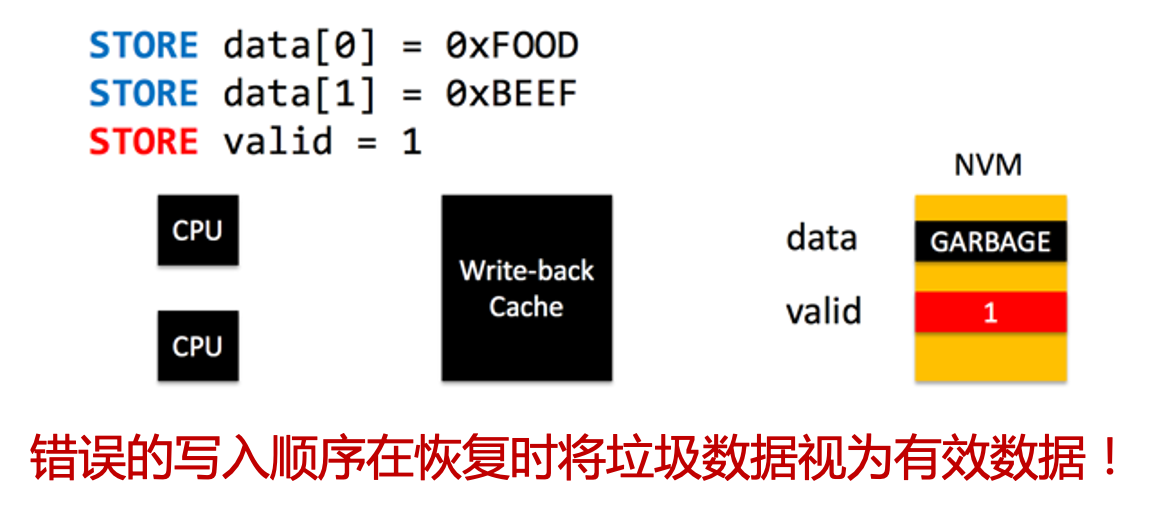 STORE data[0] = 0xFOOD
STORE data[1] = 0xBEEF
STORE valid = 1
NVM
CPU
Write-back
Cache
data
GARBAGE
valid
1
CPU
错误的写入顺序在恢复时将垃圾数据视为有效数据！